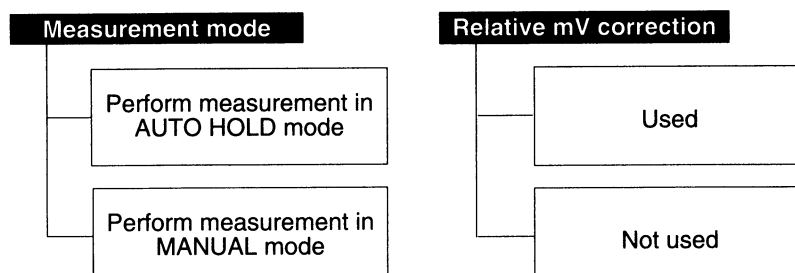 Measurement mode
Perform measurement in
AUTO HOLD mode
Perform measurement in
MANUAL mode
Relative mV correction
Used
Not used